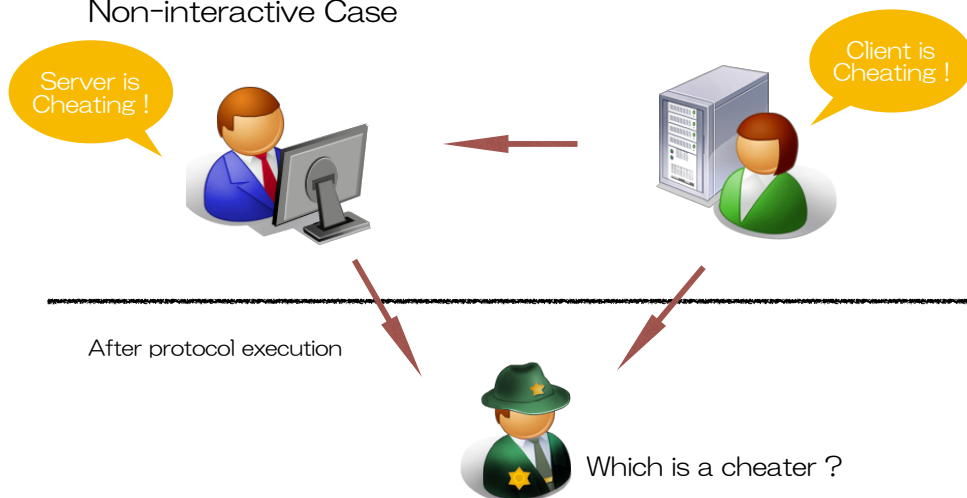 Non-interactive Case
Server is
Cheating !
Client is
Cheating !
After protocol execution
Which is a cheater ?